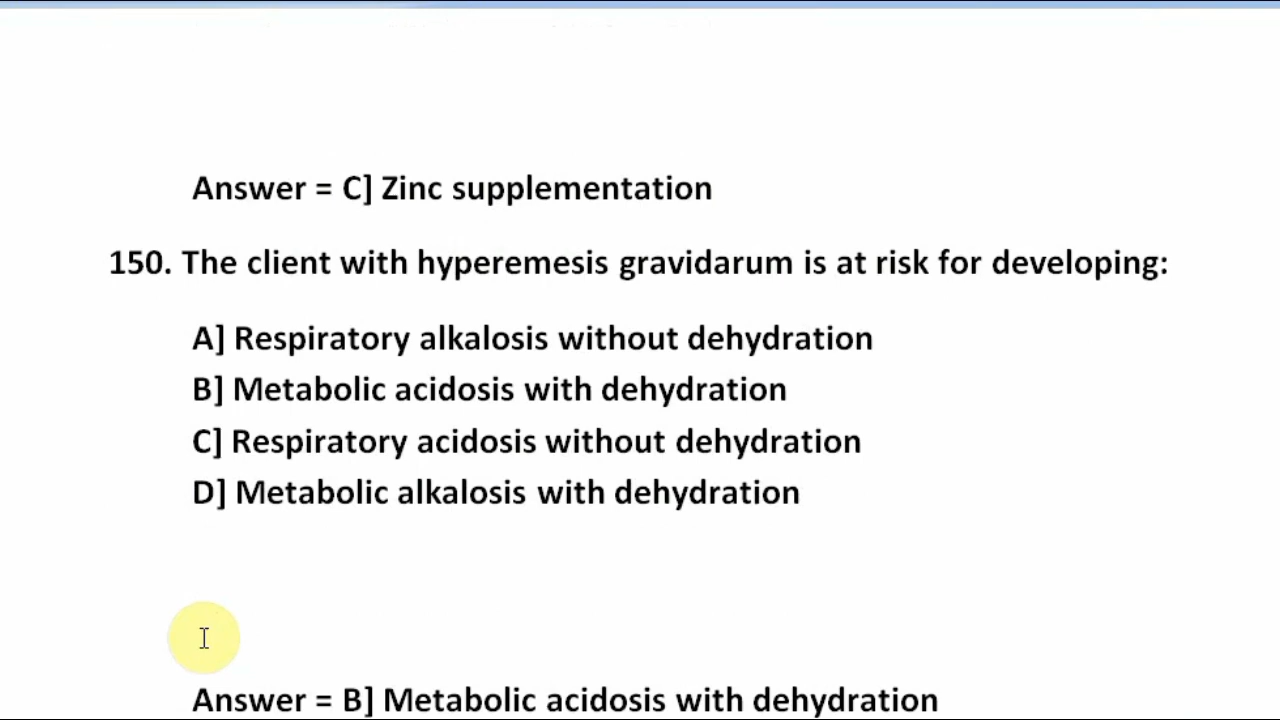 Answer = C] Zinc supplementation
150. The client with hyperemesis gravidarum is at risk for developing:
A] Respiratory alkalosis without dehydration
B] Metabolic acidosis with dehydration
C] Respiratory acidosis without dehydration
D] Metabolic alkalosis with dehydration
Answer = B] Metabolic acidosis with dehydration